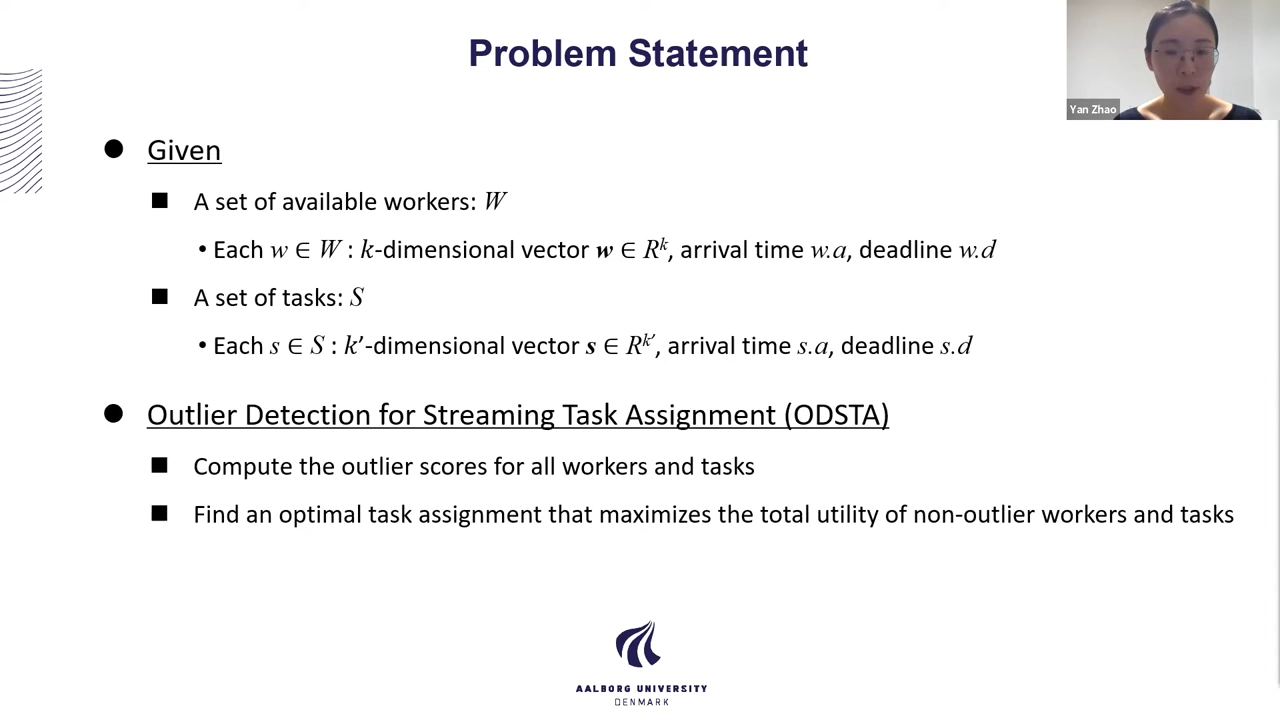 Problem Statement
Yan Zhao
● Given
■ A set of available workers: W
• Each w ∈ W : k-dimensional vector w ∈ Rᵏ, arrival time w.a, deadline w.d
■ A set of tasks: S
• Each s ∈ S : k′-dimensional vector s ∈ Rᵏ′, arrival time s.a, deadline s.d
● Outlier Detection for Streaming Task Assignment (ODSTA)
■ Compute the outlier scores for all workers and tasks
■ Find an optimal task assignment that maximizes the total utility of non-outlier workers and tasks
AALBORG UNIVERSITY
DENMARK